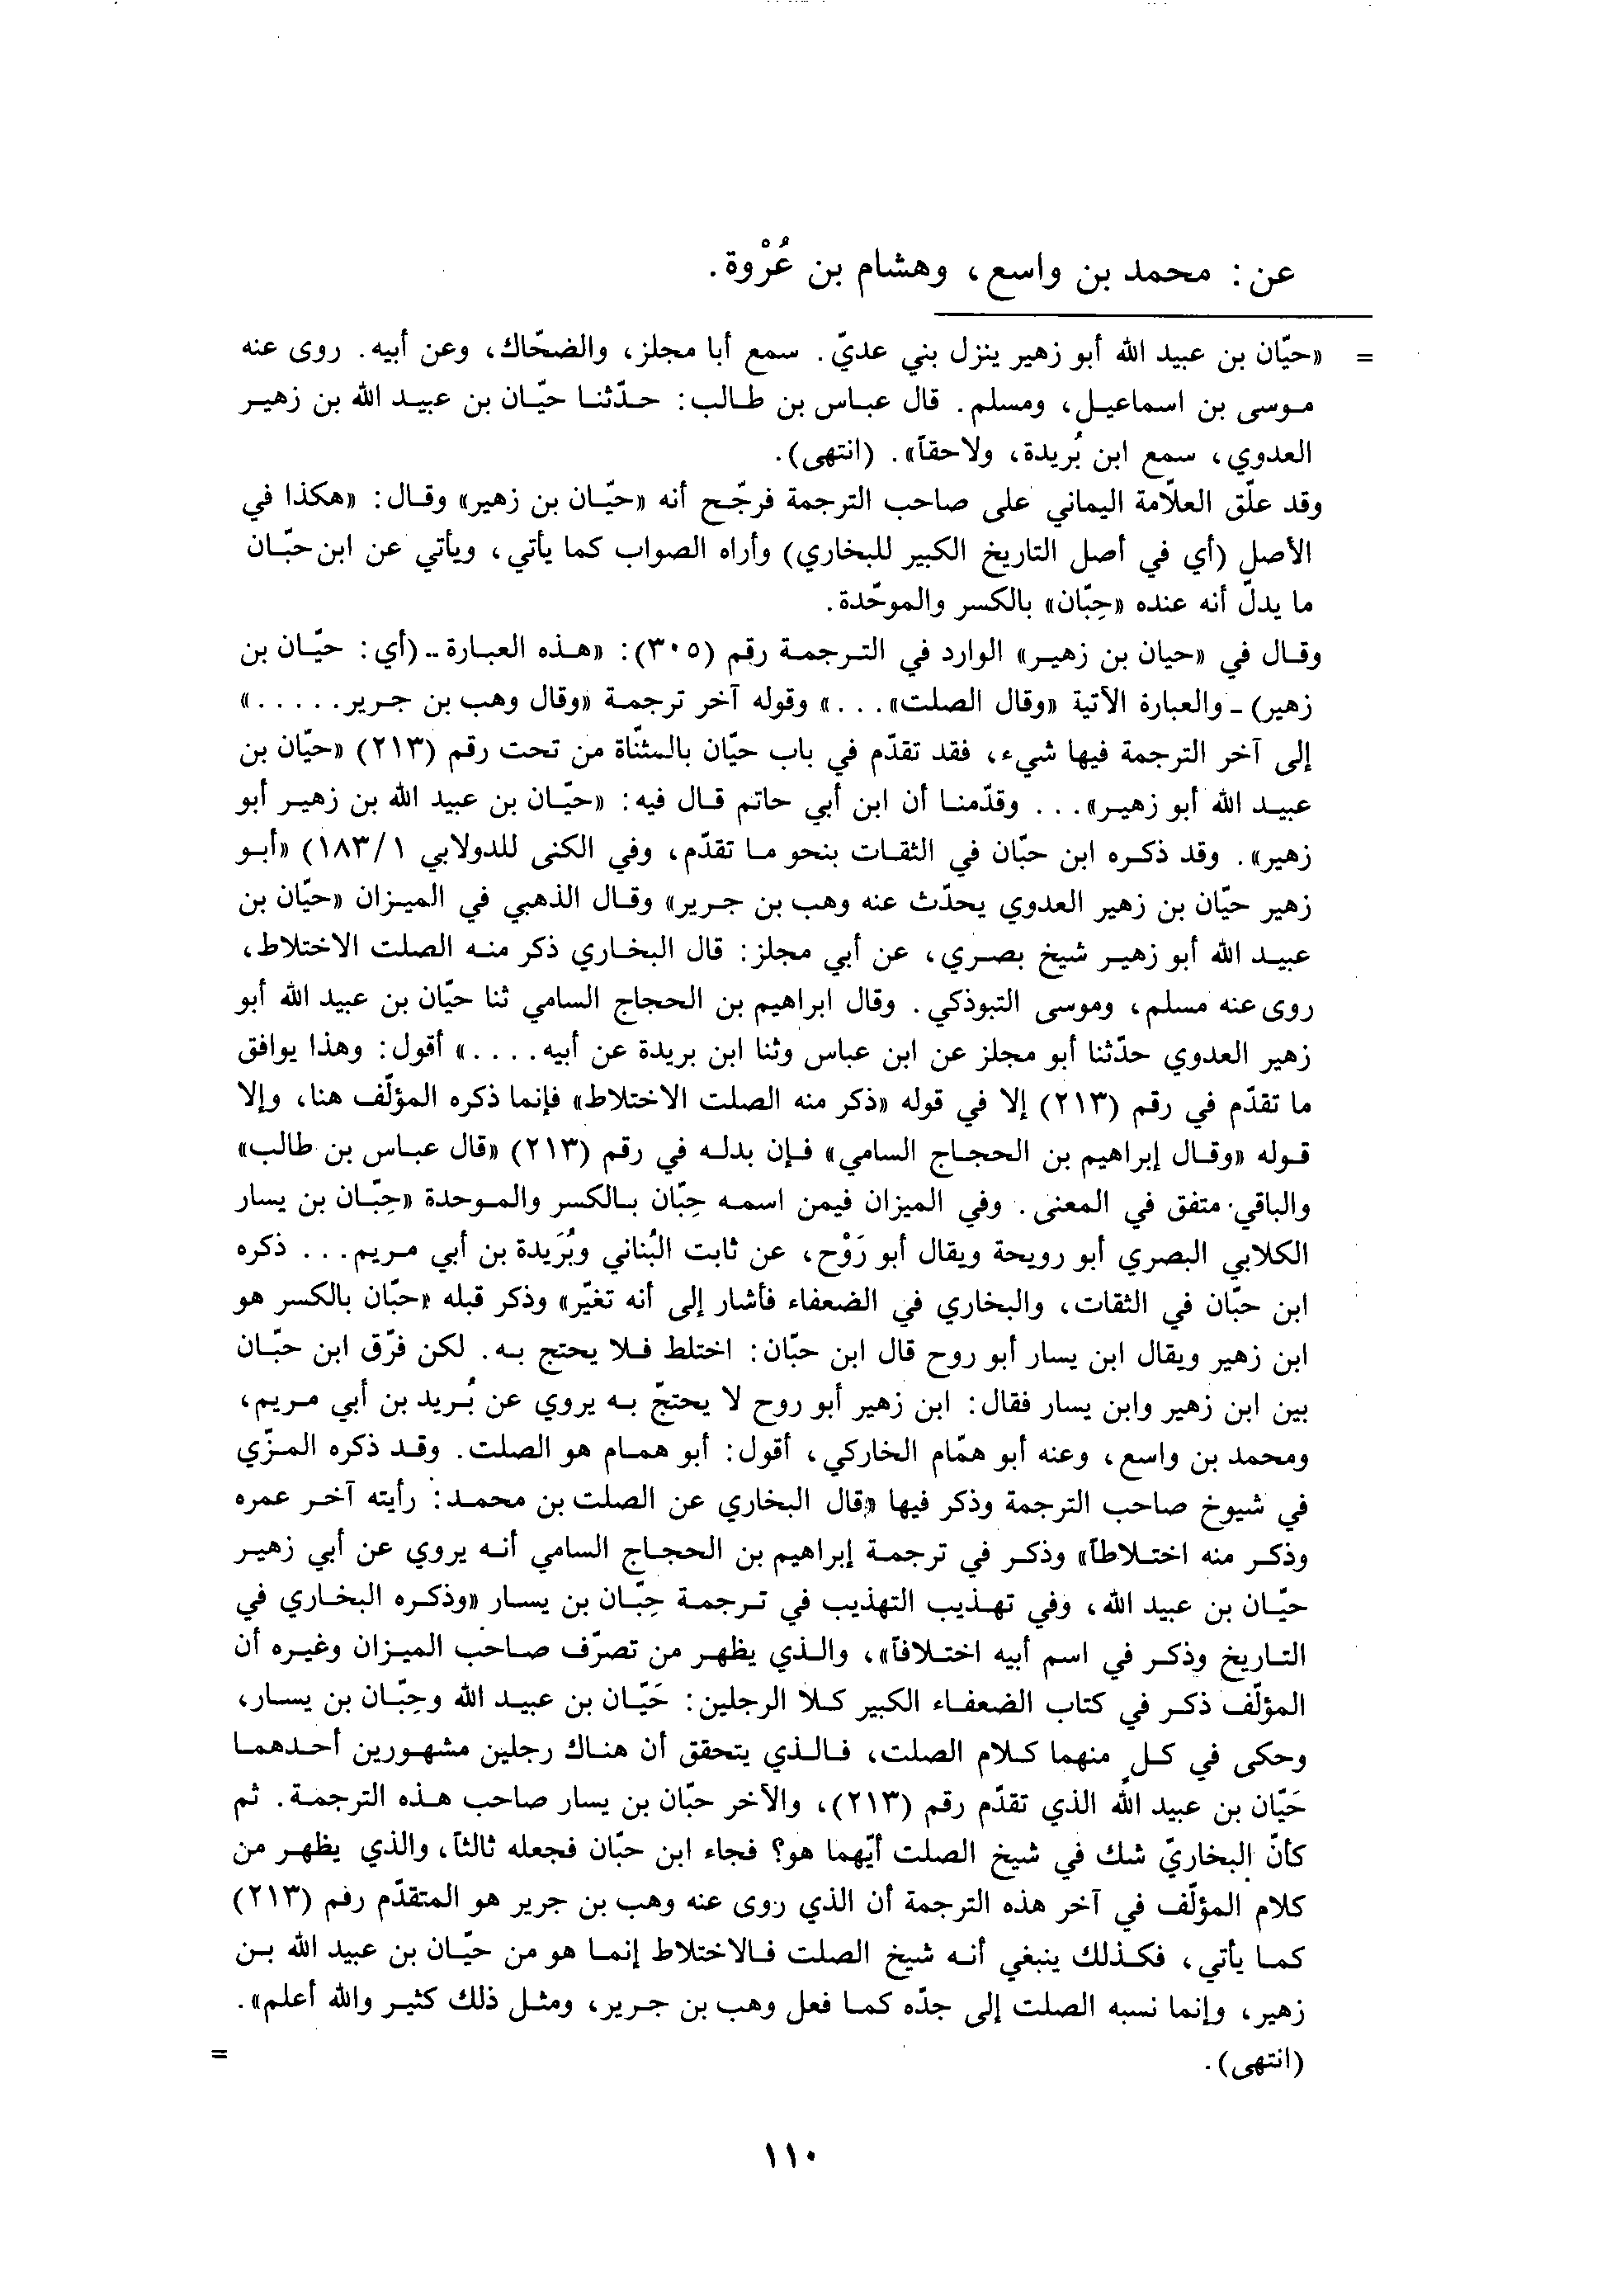 عن: محمد بن واسع، وهشام بن عُرْوة.
= «حيّان بن عبيد الله أبو زهير ينزل بني عديّ. سمع أبا مجلز، والضحّاك، وعن أبيه. روى عنه
موسى بن اسماعيل، ومسلم. قال عباس بن طالب: حدّثنا حيّان بن عبيد الله بن زهير
العدوي، سمع ابن بُريدة، ولاحقاً». (انتهى).
وقد علّق العلاّمة اليماني على صاحب الترجمة فرجّح أنه «حيّان بن زهير» وقال: «هكذا في
الأصل (أي في أصل التاريخ الكبير للبخاري) وأراه الصواب كما يأتي، ويأتي عن ابن حبّان
ما يدلّ أنه عنده «حِبّان» بالكسر والموحّدة.
وقال في «حيان بن زهير» الوارد في الترجمة رقم (٣٠٥): «هذه العبارة ـ (أي: حيّان بن
زهير) ـ والعبارة الآتية «وقال الصلت»...» وقوله آخر ترجمة «وقال وهب بن جرير.....»
إلى آخر الترجمة فيها شيء، فقد تقدّم في باب حيّان بالمثنّاة من تحت رقم (٢١٣) «حيّان بن
عبيد الله أبو زهير»... وقدّمنا أن ابن أبي حاتم قال فيه: «حيّان بن عبيد الله بن زهير أبو
زهير». وقد ذكره ابن حبّان في الثقات بنحو ما تقدّم، وفي الكنى للدولابي ١٨٣/١) «أبو
زهير حيّان بن زهير العدوي يحدّث عنه وهب بن جرير» وقال الذهبي في الميزان «حيّان بن
عبيد الله أبو زهير شيخ بصري، عن أبي مجلز: قال البخاري ذكر منه الصلت الاختلاط،
روى عنه مسلم، وموسى التبوذكي. وقال ابراهيم بن الحجاج السامي ثنا حيّان بن عبيد الله أبو
زهير العدوي حدّثنا أبو مجلز عن ابن عباس وثنا ابن بريدة عن أبيه....» أقول: وهذا يوافق
ما تقدّم في رقم (٢١٣) إلا في قوله «ذكر منه الصلت الاختلاط» فإنما ذكره المؤلّف هنا، وإلا
قوله «وقال إبراهيم بن الحجاج السامي» فإن بدله في رقم (٢١٣) «قال عباس بن طالب»
والباقي متفق في المعنى. وفي الميزان فيمن اسمه حِبّان بالكسر والموحدة «حِبّان بن يسار
الكلابي البصري أبو رويحة ويقال أبو رَوْح، عن ثابت البُناني وبُرَيدة بن أبي مريم... ذكره
ابن حبّان في الثقات، والبخاري في الضعفاء فأشار إلى أنه تغيّر» وذكر قبله «حبّان بالكسر هو
ابن زهير ويقال ابن يسار أبو روح قال ابن حبّان: اختلط فلا يحتج به. لكن فرّق ابن حبّان
بين ابن زهير وابن يسار فقال: ابن زهير أبو روح لا يحتجّ به يروي عن بُريد بن أبي مريم،
ومحمد بن واسع، وعنه أبو همّام الخاركي، أقول: أبو همام هو الصلت. وقد ذكره المزّي
في شيوخ صاحب الترجمة وذكر فيها «قال البخاري عن الصلت بن محمد: رأيته آخر عمره
وذكر منه اختلاطاً» وذكر في ترجمة إبراهيم بن الحجاج السامي أنه يروي عن أبي زهير
حيّان بن عبيد الله، وفي تهذيب التهذيب في ترجمة حِبّان بن يسار «وذكره البخاري في
التاريخ وذكر في اسم أبيه اختلافاً»، والذي يظهر من تصرّف صاحب الميزان وغيره أن
المؤلّف ذكر في كتاب الضعفاء الكبير كلا الرجلين: حَيّان بن عبيد الله وحِبّان بن يسار،
وحكى في كلٍ منهما كلام الصلت، فالذي يتحقق أن هناك رجلين مشهورين أحدهما
حَيّان بن عبيد الله الذي تقدّم رقم (٢١٣)، والآخر حبّان بن يسار صاحب هذه الترجمة. ثم
كأنّ البخاريّ شك في شيخ الصلت أيّهما هو؟ فجاء ابن حبّان فجعله ثالثاً، والذي يظهر من
كلام المؤلّف في آخر هذه الترجمة أن الذي روى عنه وهب بن جرير هو المتقدّم رقم (٢١٣)
كما يأتي، فكذلك ينبغي أنه شيخ الصلت فالاختلاط إنما هو من حيّان بن عبيد الله بن
زهير، وإنما نسبه الصلت إلى جدّه كما فعل وهب بن جرير، ومثل ذلك كثير والله أعلم».
(انتهى). =
١١٠